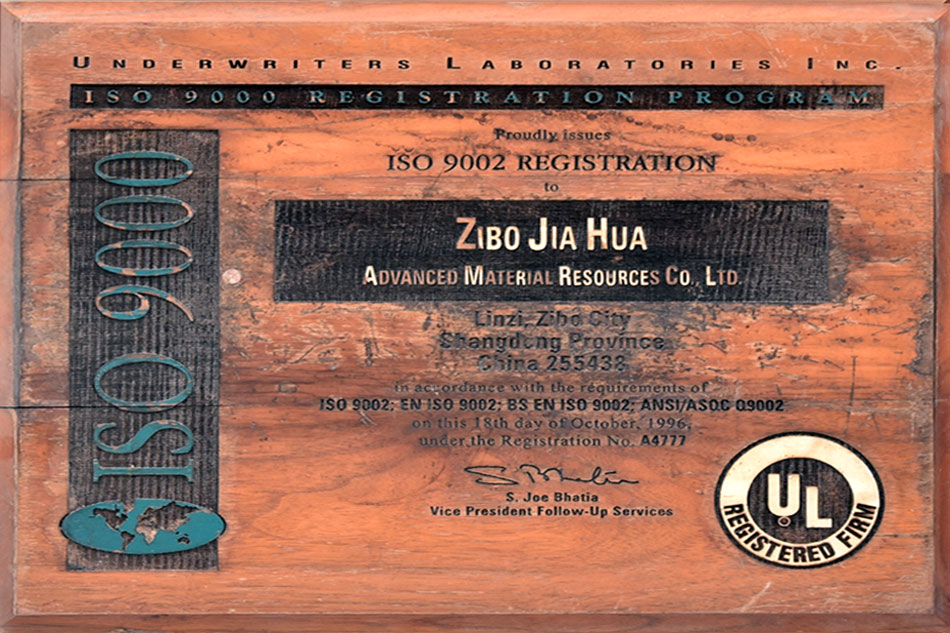 UNDERWRITERS LABORATORIES INC.
ISO 9000 REGISTRATION PROGRAM
ISO 9000
Proudly issues
ISO 9002 REGISTRATION
to
ZIBO JIA HUA
ADVANCED MATERIAL RESOURCES CO., LTD.
Linzi, Zibo City
Shangdong Province
China 255438
in accordance with the requirements of
ISO 9002; EN ISO 9002; BS EN ISO 9002; ANSI/ASQC Q9002
on this 18th day of October, 1996,
under the Registration No. A4777
S. Joe Bhatia
Vice President Follow-Up Services
UL
REGISTERED FIRM